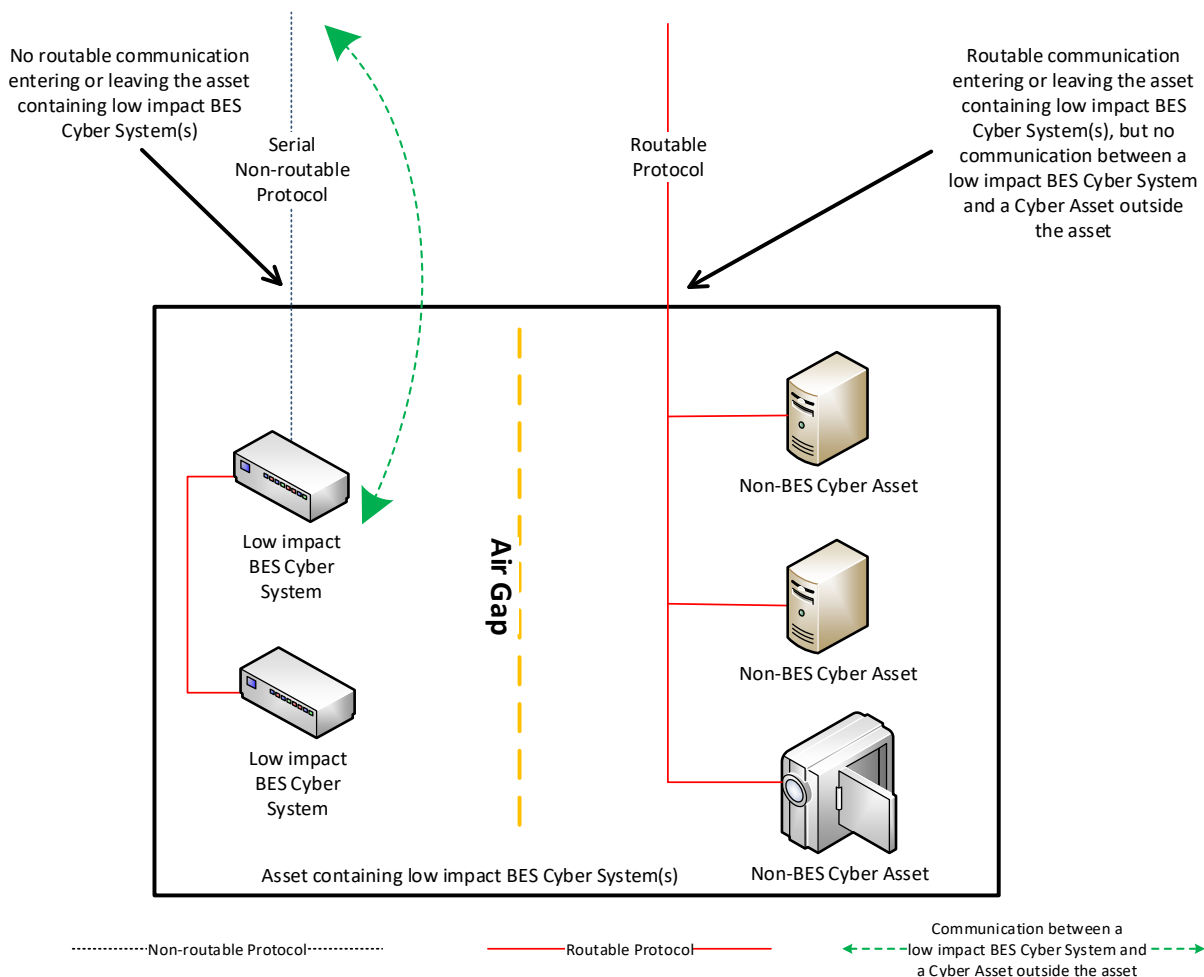 No routable communication
entering or leaving the asset
containing low impact BES
Cyber System(s)
Serial
Non-routable
Protocol
Routable
Protocol
Routable communication
entering or leaving the asset
containing low impact BES
Cyber System(s), but no
communication between a
low impact BES Cyber System
and a Cyber Asset outside
the asset
Low impact
BES Cyber
System
Low impact
BES Cyber
System
Air Gap
Non-BES Cyber Asset
Non-BES Cyber Asset
Non-BES Cyber Asset
Asset containing low impact BES Cyber System(s)
Non-routable Protocol
Routable Protocol
Communication between a
low impact BES Cyber System and
a Cyber Asset outside the asset